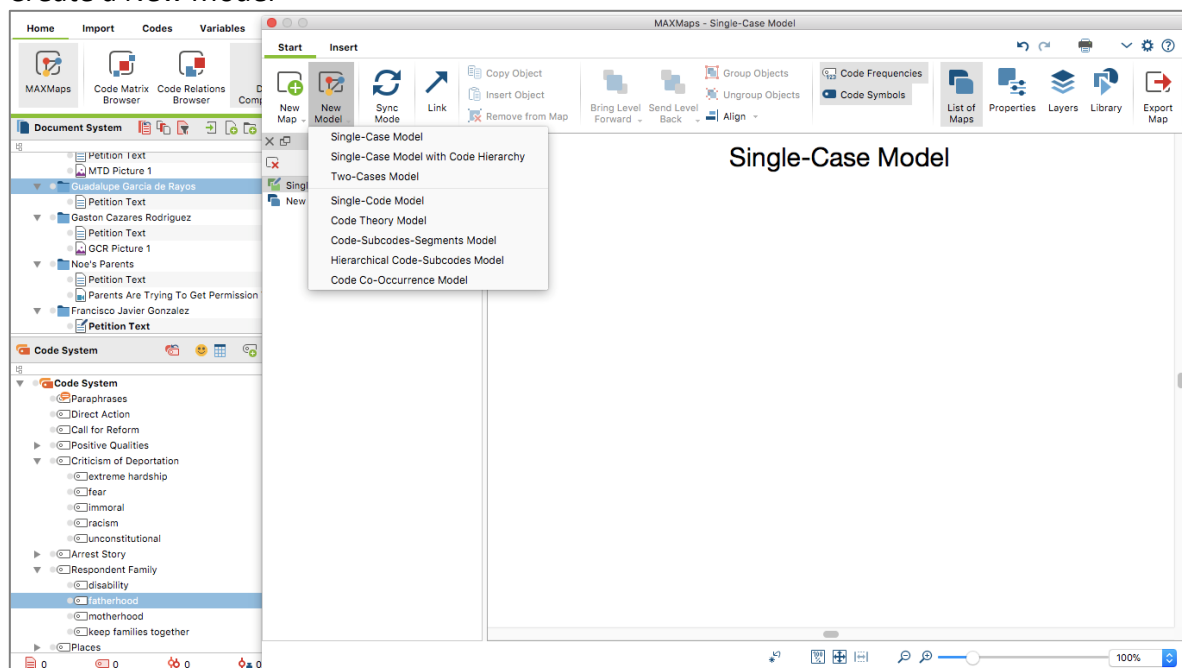 Create a New Model
Home Import Codes Variables
MAXMaps
Code Matrix Browser
Code Relations Browser
D
Comp
Document System
Petition Text
MTD Picture 1
Guadalupe Garcia de Rayos
Petition Text
Gaston Cazares Rodriguez
Petition Text
GCR Picture 1
Noe's Parents
Petition Text
Parents Are Trying To Get Permission
Francisco Javier Gonzalez
Petition Text
Code System
Code System
Paraphrases
Direct Action
Call for Reform
Positive Qualities
Criticism of Deportation
extreme hardship
fear
immoral
racism
unconstitutional
Arrest Story
Respondent Family
disability
fatherhood
motherhood
keep families together
Places
0 0 0 0
MAXMaps - Single-Case Model
Start Insert
New Map
New Model
Sync Mode
Link
Copy Object
Insert Object
Remove from Map
Bring Level Forward
Send Level Back
Group Objects
Ungroup Objects
Align
Code Frequencies
Code Symbols
List of Maps
Properties
Layers
Library
Export Map
Singl
New
Single-Case Model
Single-Case Model with Code Hierarchy
Two-Cases Model
Single-Code Model
Code Theory Model
Code-Subcodes-Segments Model
Hierarchical Code-Subcodes Model
Code Co-Occurrence Model
Single-Case Model
100%